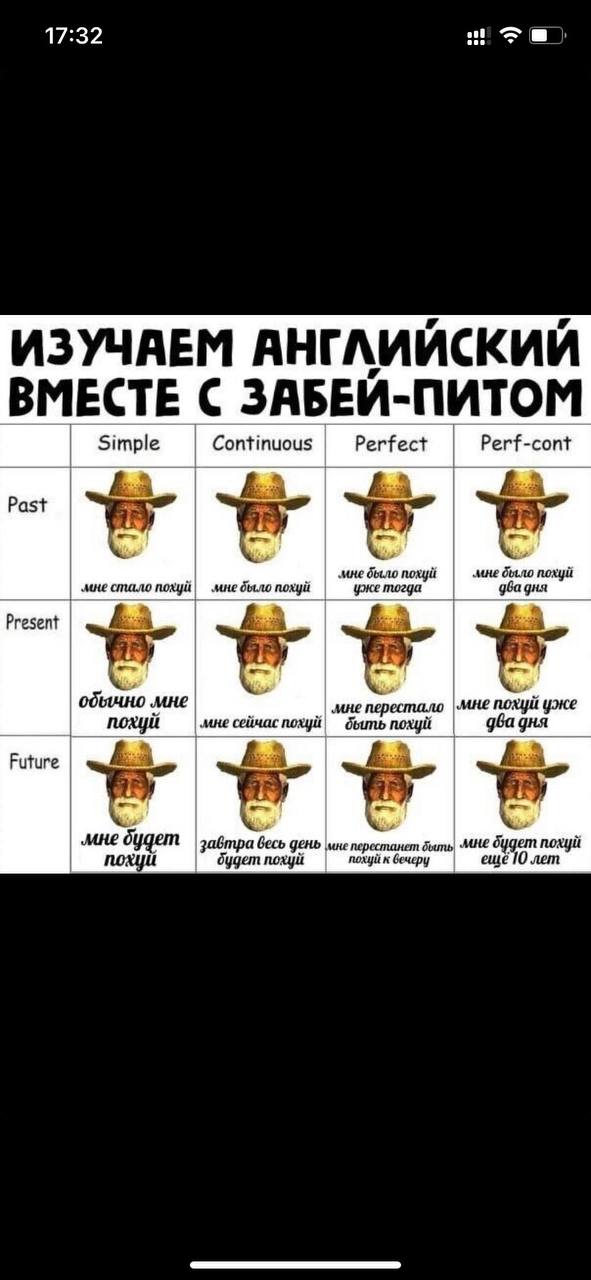 17:32
ИЗУЧАЕМ АНГЛИЙСКИЙ
ВМЕСТЕ С ЗАБЕЙ-ПИТОМ
Simple Continuous Perfect Perf-cont
Past
мне стало похуй
мне было похуй
мне было похуй
уже тогда
мне было похуй
два дня
Present
обычно мне
похуй
мне сейчас похуй
мне перестало
быть похуй
мне похуй уже
два дня
Future
мне будет
похуй
завтра весь день
будет похуй
мне перестанет быть
похуй к вечеру
мне будет похуй
ещё 10 лет